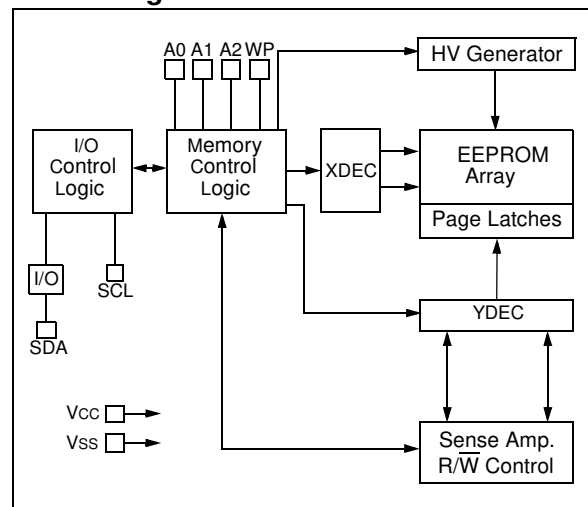 A0 A1 A2 WP
HV Generator
I/O
Control
Logic
Memory
Control
Logic
XDEC
EEPROM
Array
Page Latches
I/O
SCL
SDA
YDEC
Vcc
Vss
Sense Amp.
R/W̅ Control